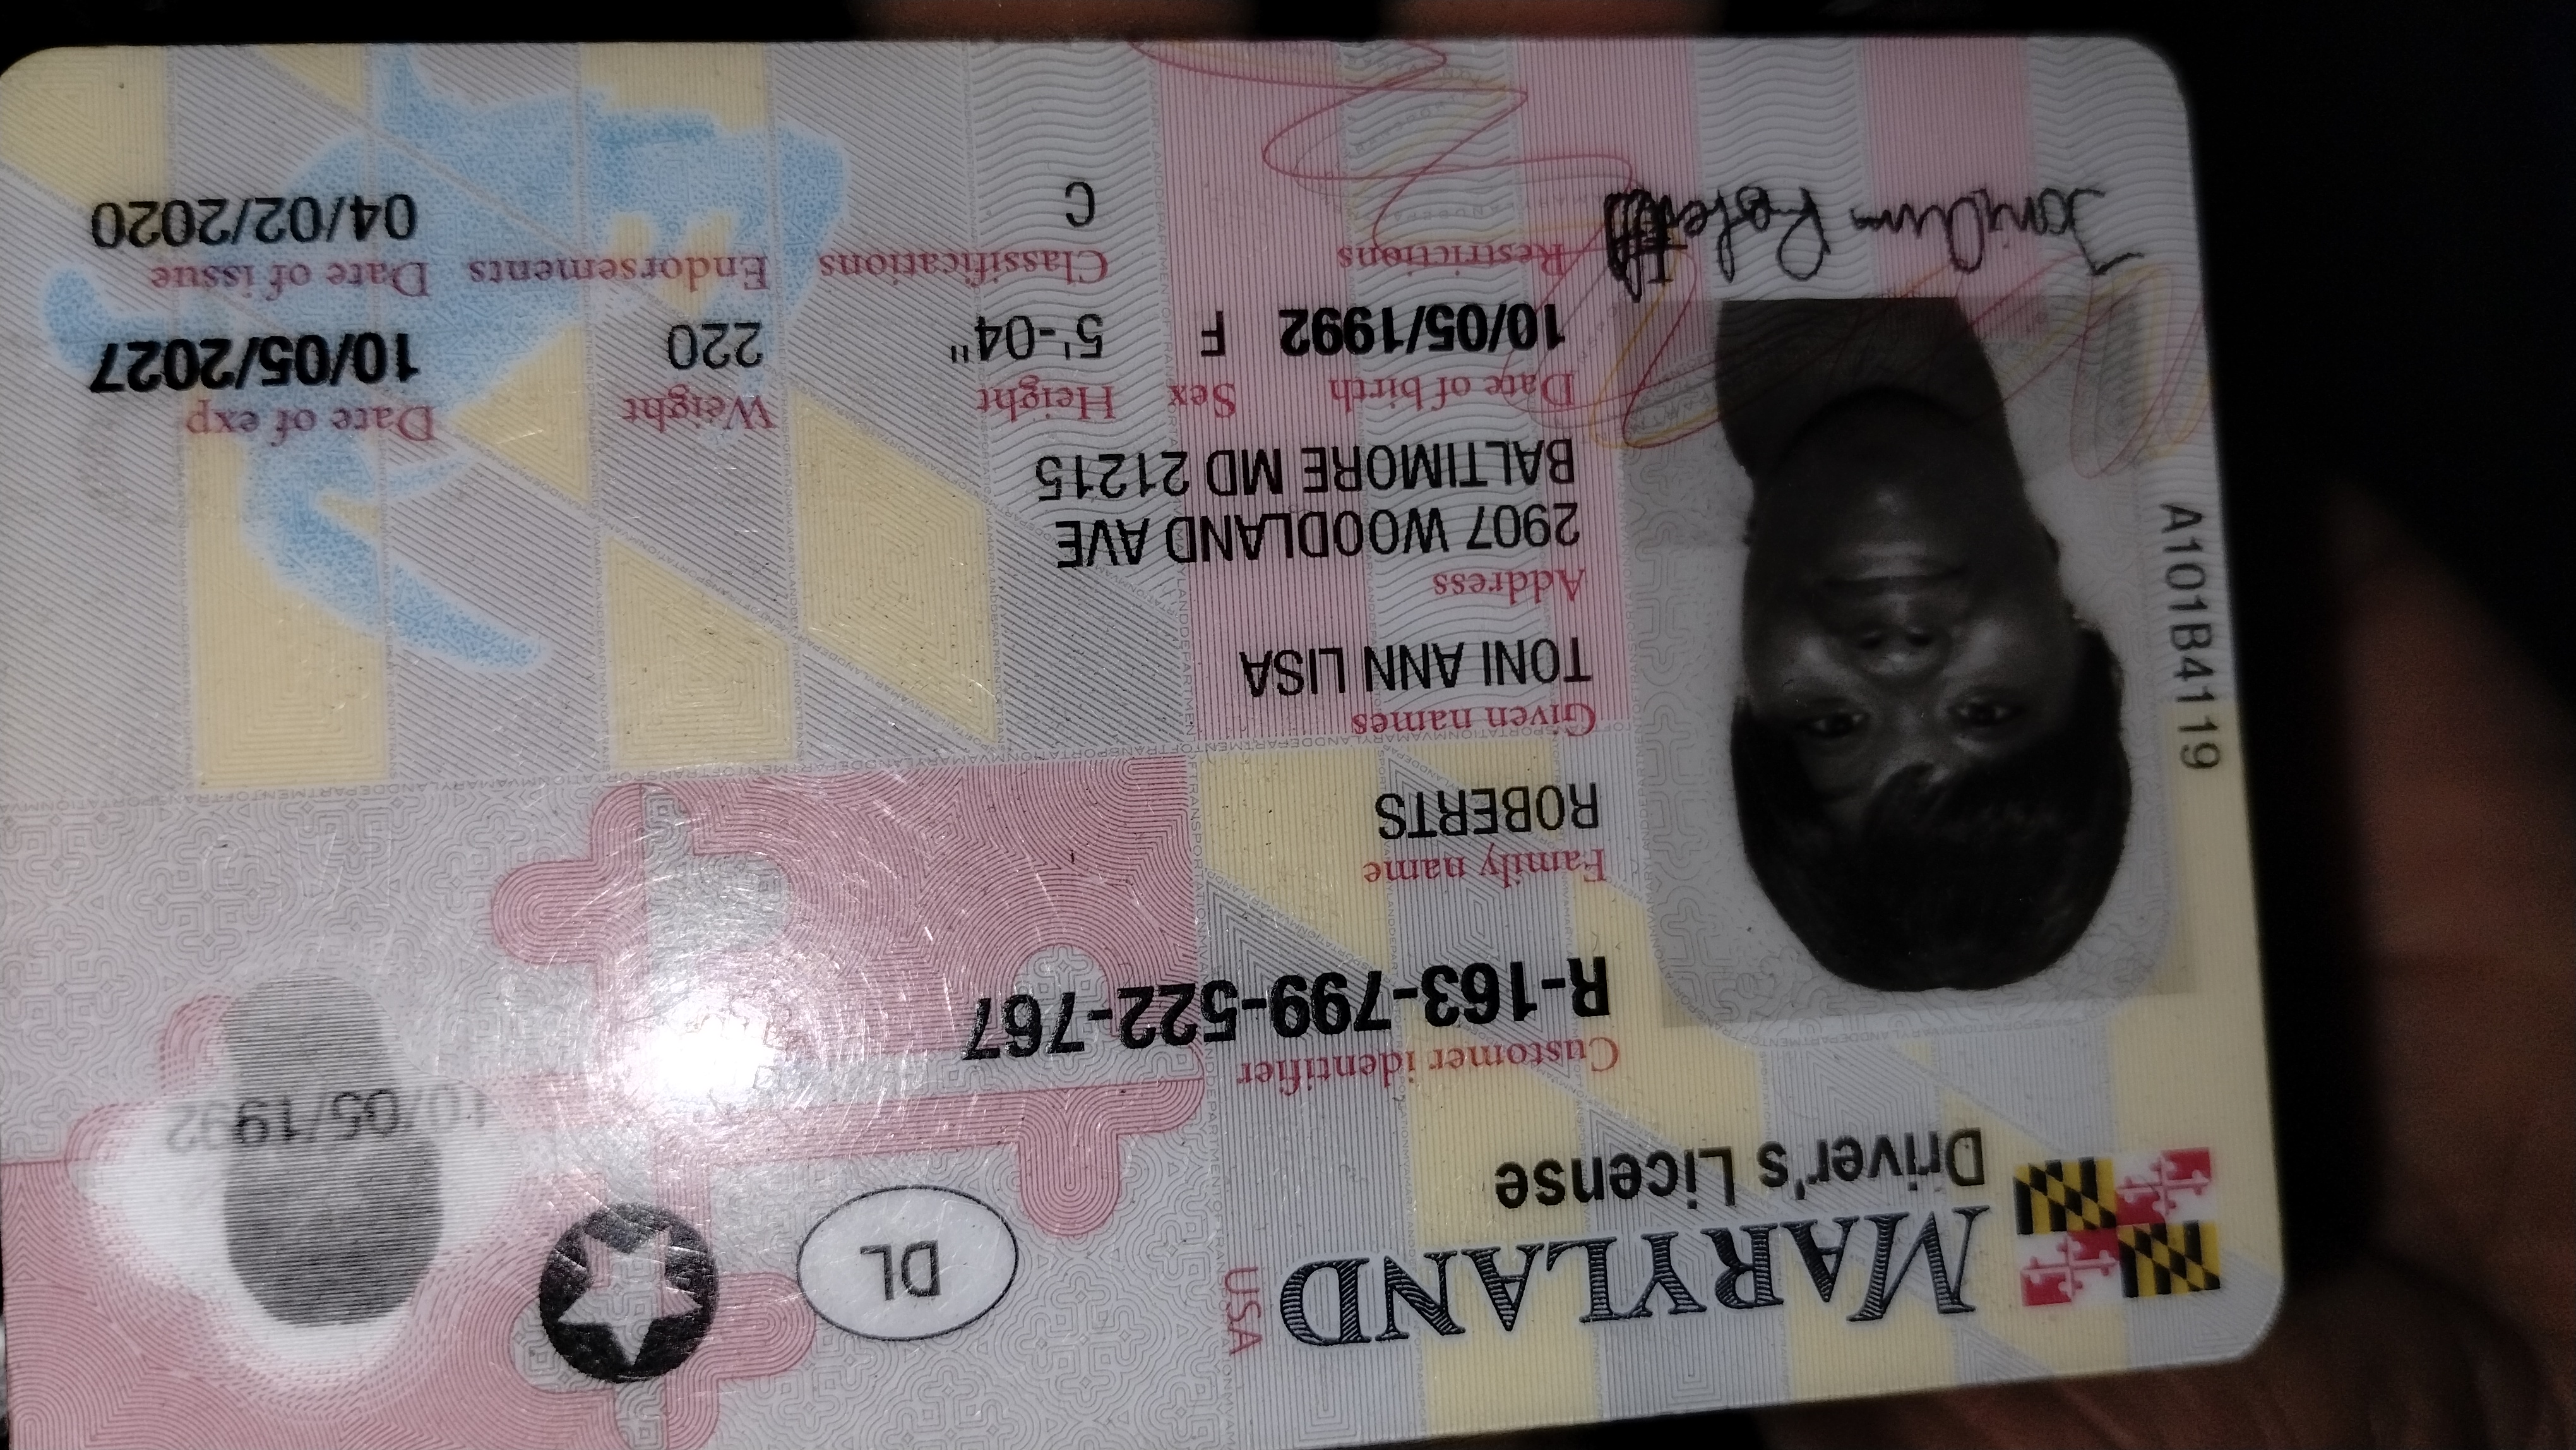 MARYLAND USA
DL
Driver's License
Customer identifier
R-163-799-522-767
10/05/1992
Family name
ROBERTS
Given names
TONI ANN LISA
Address
2907 WOODLAND AVE
BALTIMORE MD 21215
Date of birth Sex Height Weight Date of exp
10/05/1992 F 5'-04" 220 10/05/2027
Restrictions Classifications Endorsements Date of issue
C 04/02/2020
A101B4119